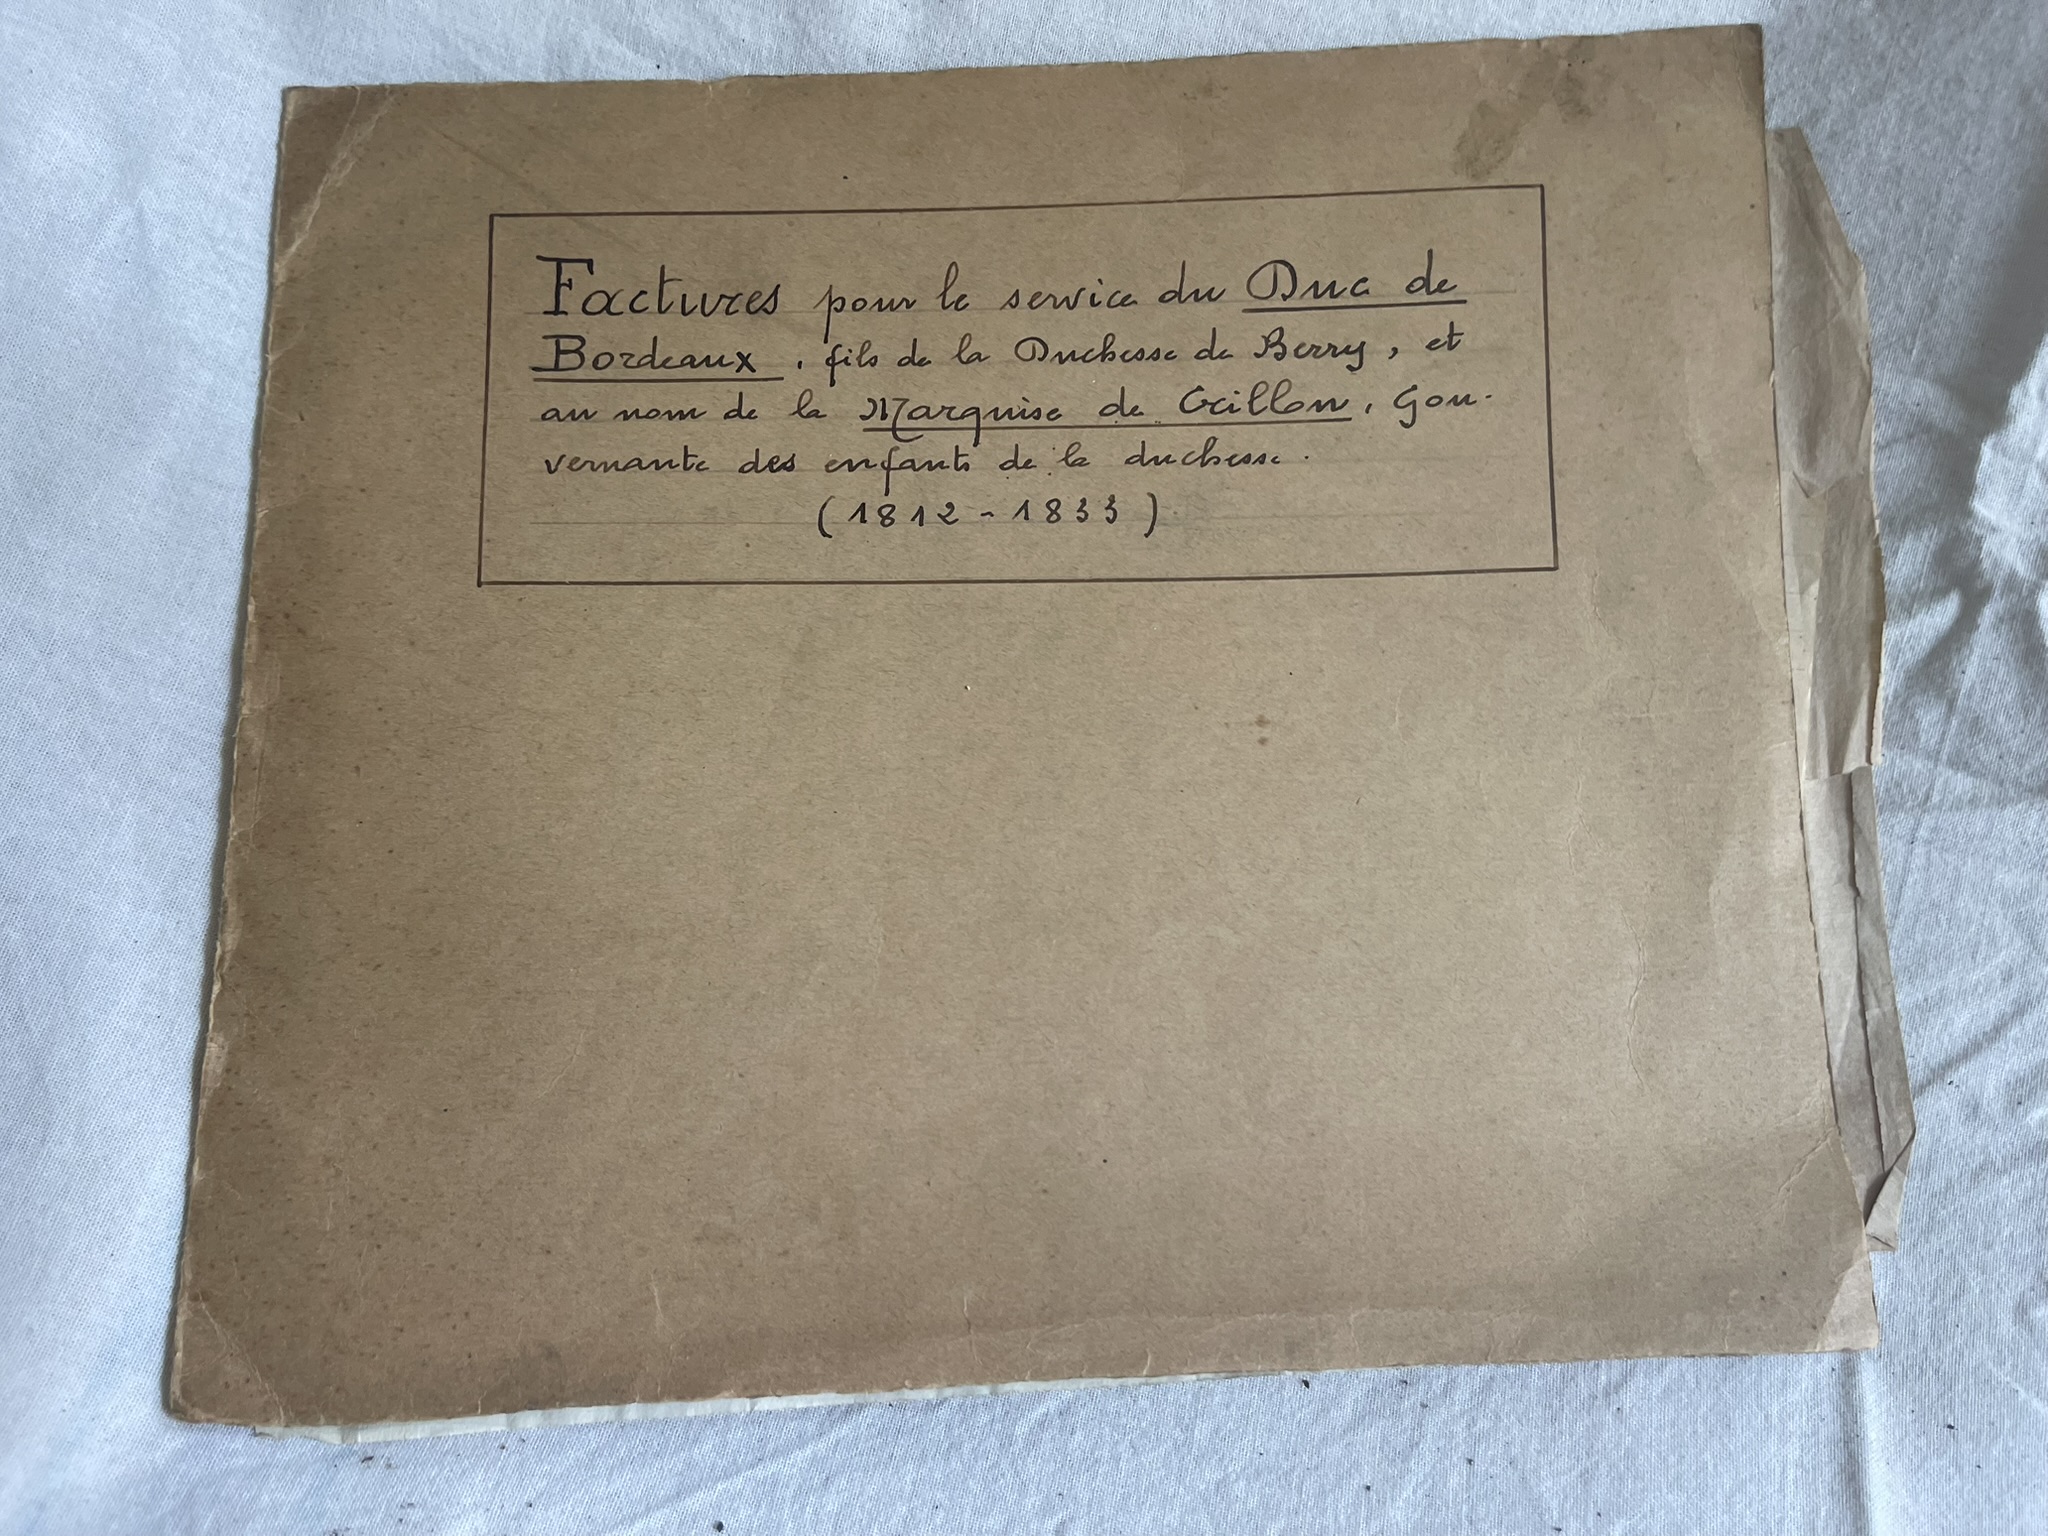 Factures pour le service du Duc de
Bordeaux, fils de la Duchesse de Berry, et
au nom de la Marquise de Crillon, Gou-
vernante des enfants de la duchesse.
(1812-1833)